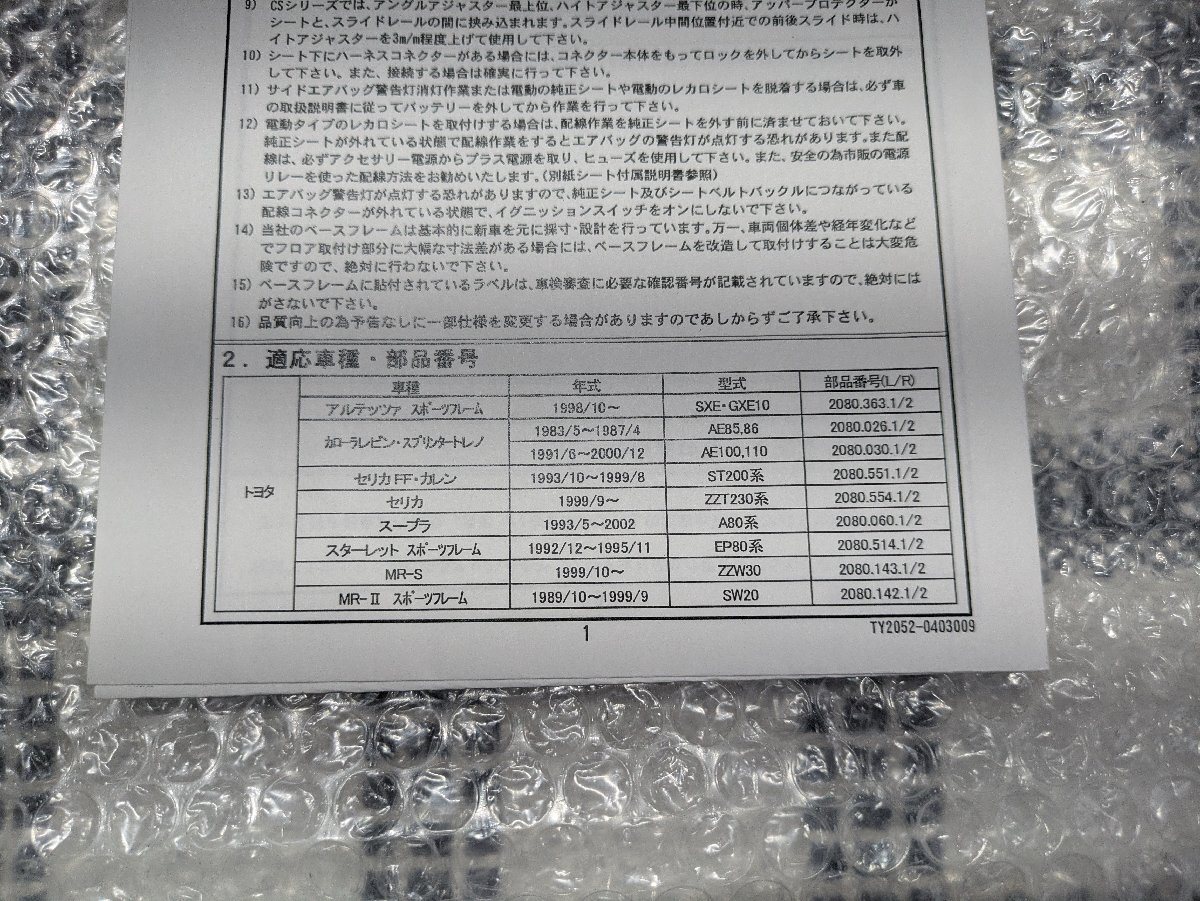 9) CSシリーズでは、アングルアジャスター最上位、ハイトアジャスター最下位の時、アッパープロテクターが
シートと、スライドレールの間に挟み込まれます。スライドレール中間位置付近での前後スライド時は、ハ
イトアジャスターを3m/m程度上げて使用して下さい。
10) シート下にハーネスコネクターがある場合には、コネクター本体をもってロックを外してからシートを取外
して下さい。また、接続する場合は確実に行って下さい。
11) サイドエアバッグ警告灯消灯作業または電動の純正シートや電動のレカロシートを脱着する場合は、必ず車
の取扱説明書に従ってバッテリーを外してから作業を行って下さい。
12) 電動タイプのレカロシートを取付けする場合は、配線作業を純正シートを外す前に済ませておいて下さい。
純正シートが外れている状態で配線作業をするとエアバッグの警告灯が点灯する恐れがあります。また配
線は、必ずアクセサリー電源からプラス電源を取り、ヒューズを使用して下さい。また、安全の為市販の電源
リレーを使った配線方法をお勧めいたします。(別紙シート付属説明書参照)
13) エアバッグ警告灯が点灯する恐れがありますので、純正シート及びシートベルトバックルにつながっている
配線コネクターが外れている状態で、イグニッションスイッチをオンにしないで下さい。
14) 当社のベースフレームは基本的に新車を元に採寸・設計を行っています。万一、車両個体差や経年変化など
でフロア取付け部分に大幅な寸法差がある場合には、ベースフレームを改造して取付けすることは大変危
険ですので、絶対に行わないで下さい。
15) ベースフレームに貼付されているラベルは、車検審査に必要な確認番号が記載されていますので、絶対には
がさないで下さい。
16) 品質向上の為予告なしに一部仕様を変更する場合がありますのであしからずご了承下さい。
2. 適応車種・部品番号
車種 年式 型式 部品番号(L/R)
アルテッツァ スポーツフレーム 1998/10～ SXE・GXE10 2080.363.1/2
カローラレビン・スプリンタートレノ 1983/5～1987/4 AE85,86 2080.026.1/2
1991/6～2000/12 AE100,110 2080.030.1/2
セリカFF・カレン 1993/10～1999/8 ST200系 2080.551.1/2
トヨタ セリカ 1999/9～ ZZT230系 2080.554.1/2
スープラ 1993/5～2002 A80系 2080.060.1/2
スターレット スポーツフレーム 1992/12～1995/11 EP80系 2080.514.1/2
MR-S 1999/10～ ZZW30 2080.143.1/2
MR-Ⅱ スポーツフレーム 1989/10～1999/9 SW20 2080.142.1/2
1
TY2052-0403009